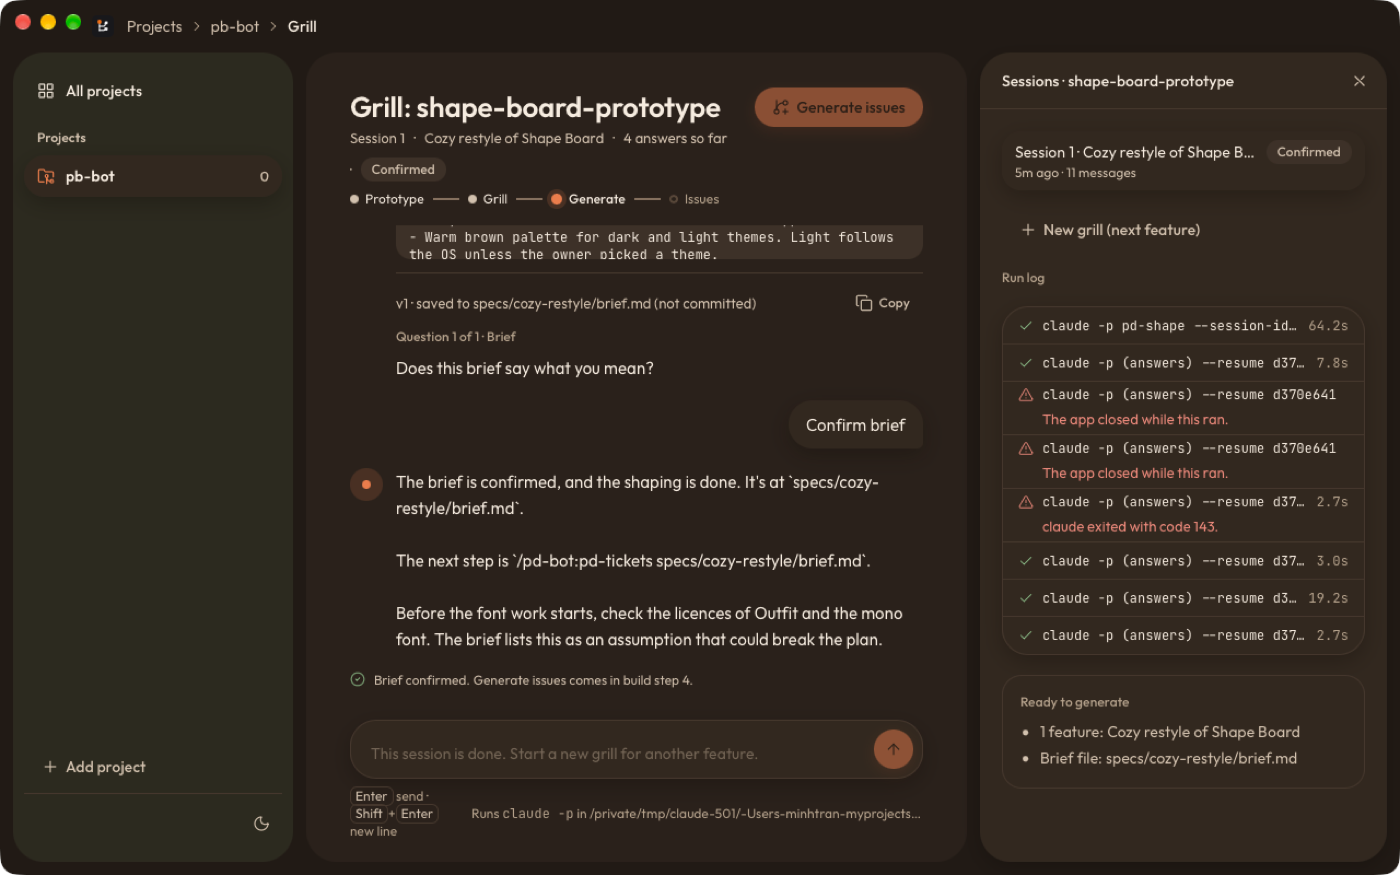 Projects > pb-bot > Grill
All projects
Projects
pb-bot 0
Add project
Grill: shape-board-prototype
Generate issues
Session 1 · Cozy restyle of Shape Board · 4 answers so far
· Confirmed
Prototype Grill Generate Issues
- Warm brown palette for dark and light themes. Light follows
the OS unless the owner picked a theme.
v1 · saved to specs/cozy-restyle/brief.md (not committed)
Copy
Question 1 of 1 · Brief
Does this brief say what you mean?
Confirm brief
The brief is confirmed, and the shaping is done. It's at `specs/cozy-
restyle/brief.md`.
The next step is `/pd-bot:pd-tickets specs/cozy-restyle/brief.md`.
Before the font work starts, check the licences of Outfit and the mono
font. The brief lists this as an assumption that could break the plan.
Brief confirmed. Generate issues comes in build step 4.
This session is done. Start a new grill for another feature.
Enter send ·
Shift + Enter
new line
Runs claude -p in /private/tmp/claude-501/-Users-minhtran-myprojects...
Sessions · shape-board-prototype
Session 1 · Cozy restyle of Shape B... Confirmed
5m ago · 11 messages
New grill (next feature)
Run log
claude -p pd-shape --session-id... 64.2s
claude -p (answers) --resume d37... 7.8s
claude -p (answers) --resume d370e641
The app closed while this ran.
claude -p (answers) --resume d370e641
The app closed while this ran.
claude -p (answers) --resume d37... 2.7s
claude exited with code 143.
claude -p (answers) --resume d37... 3.0s
claude -p (answers) --resume d3... 19.2s
claude -p (answers) --resume d37... 2.7s
Ready to generate
• 1 feature: Cozy restyle of Shape Board
• Brief file: specs/cozy-restyle/brief.md